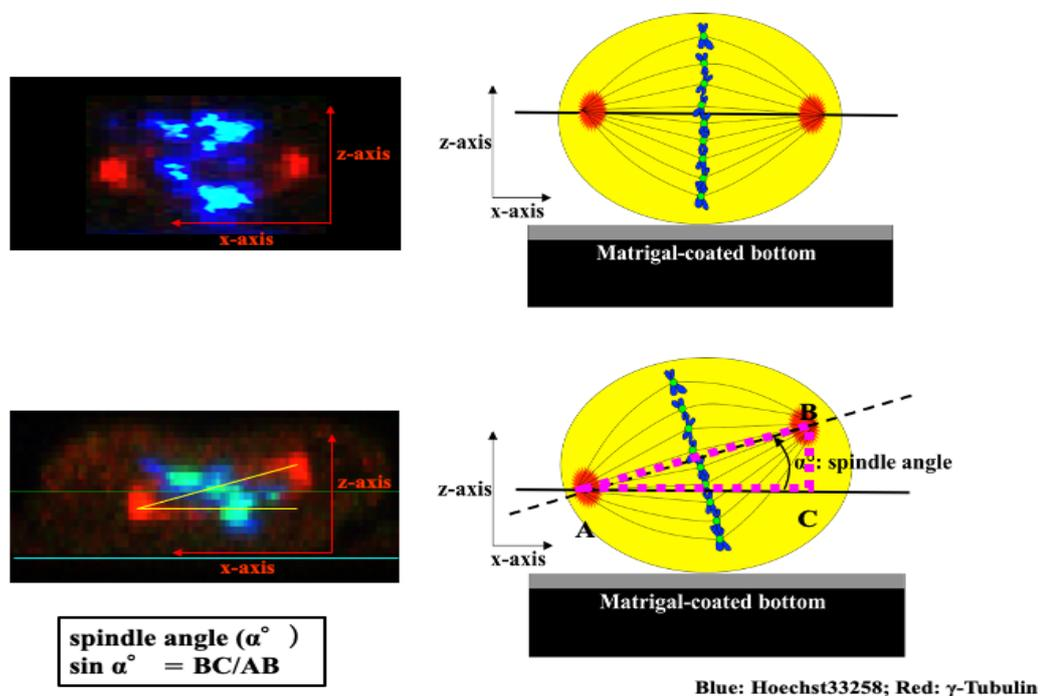 z-axis
x-axis
z-axis
x-axis
Matrigal-coated bottom
z-axis
x-axis
B
α°: spindle angle
z-axis
A
C
x-axis
Matrigal-coated bottom
spindle angle (α° )
sin α° = BC/AB
Blue: Hoechst33258; Red: γ-Tubulin